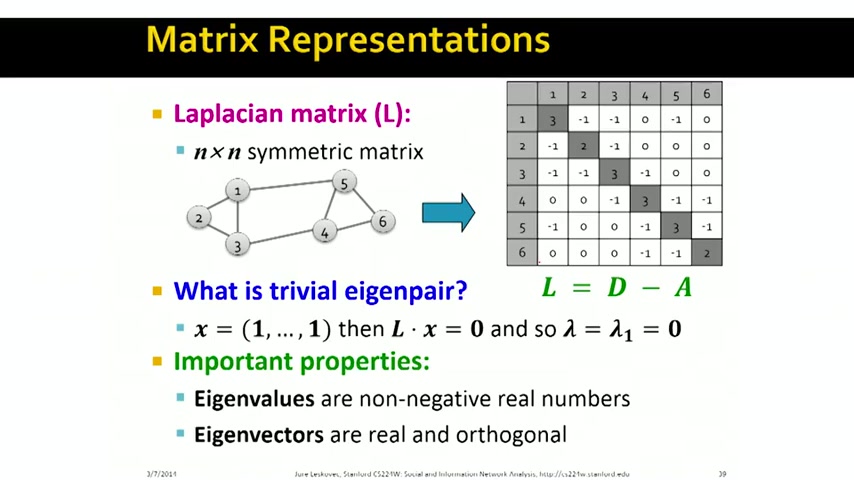 Matrix Representations
Laplacian matrix (L):
n×n symmetric matrix
1
5
2
6
4
3
1 2 3 4 5 6
1 3 -1 -1 0 -1 0
2 -1 2 -1 0 0 0
3 -1 -1 3 -1 0 0
4 0 0 -1 3 -1 -1
5 -1 0 0 -1 3 -1
6 0 0 0 -1 -1 2
L = D − A
What is trivial eigenpair?
x = (1, …, 1) then L · x = 0 and so λ = λ₁ = 0
Important properties:
Eigenvalues are non-negative real numbers
Eigenvectors are real and orthogonal
3/7/2014 Jure Leskovec, Stanford CS224W: Social and Information Network Analysis, http://cs224w.stanford.edu 39